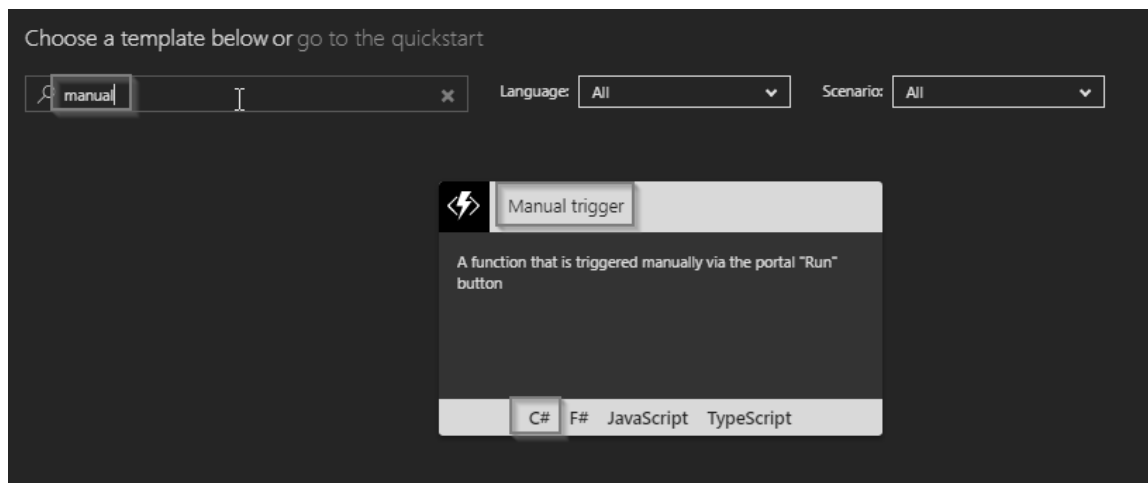 Choose a template below or go to the quickstart
manual Language: All Scenario: All
Manual trigger
A function that is triggered manually via the portal "Run"
button
C# F# JavaScript TypeScript